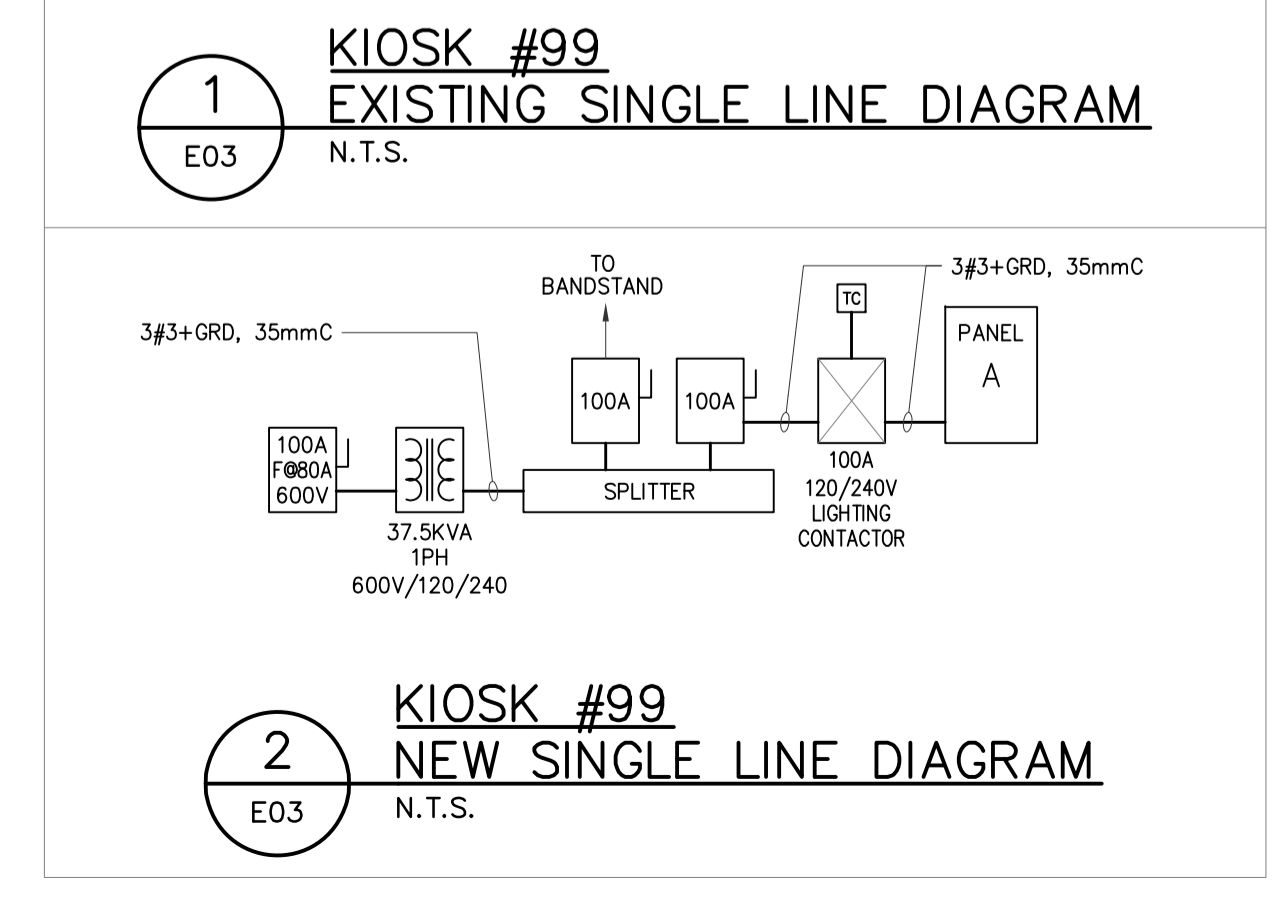 1
E03
KIOSK #99
EXISTING SINGLE LINE DIAGRAM
N.T.S.
TO
BANDSTAND
3#3+GRD, 35mmC
3#3+GRD, 35mmC
TC
PANEL
A
100A
100A
100A
F@80A
600V
SPLITTER
37.5KVA
1PH
600V/120/240
100A
120/240V
LIGHTING
CONTACTOR
2
E03
KIOSK #99
NEW SINGLE LINE DIAGRAM
N.T.S.